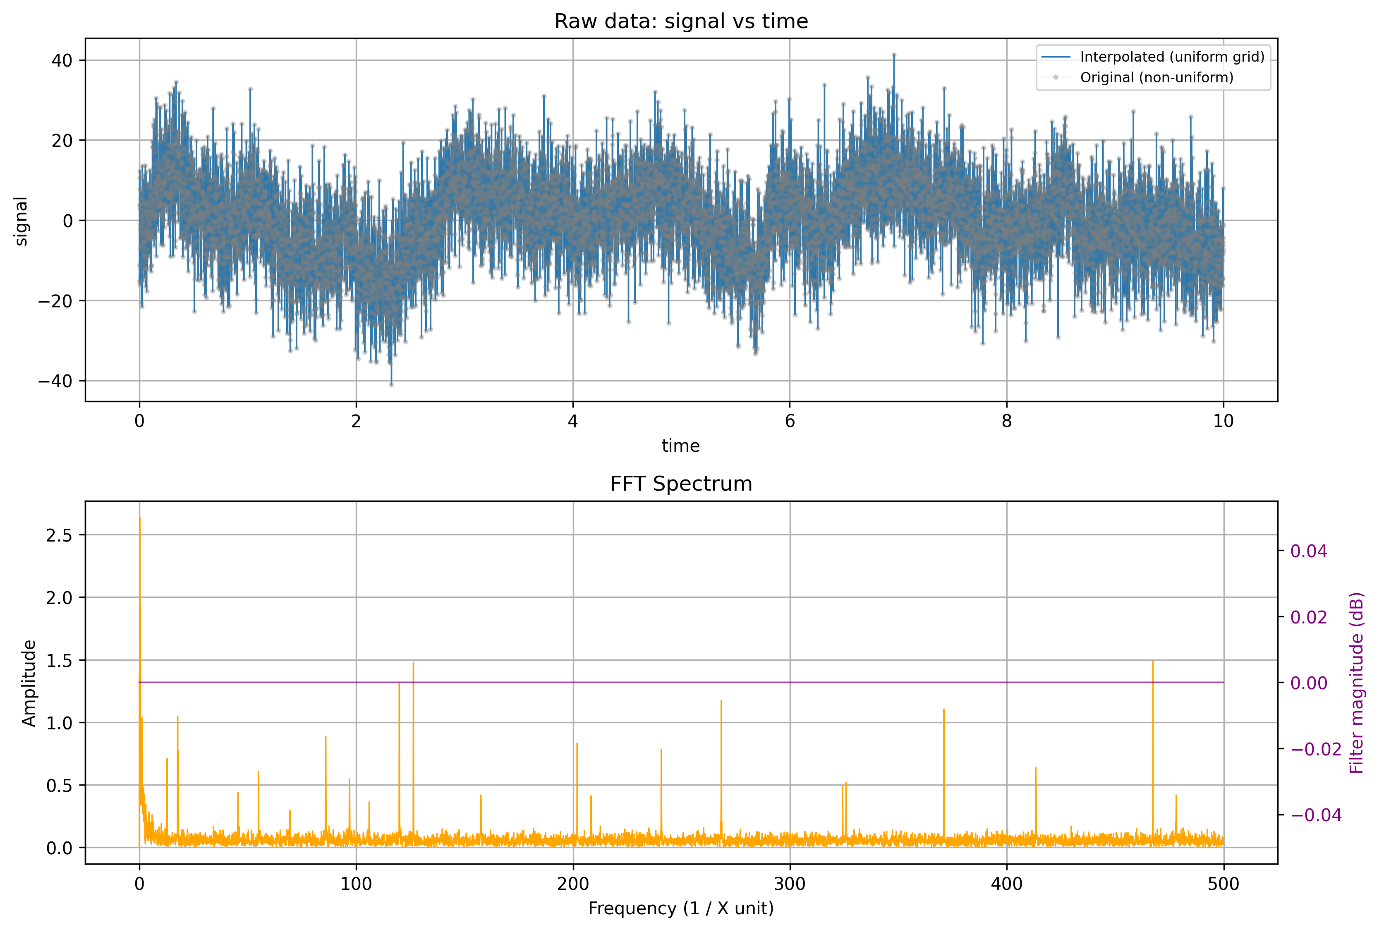 Raw data: signal vs time
40
20
0
−20
−40
signal
Interpolated (uniform grid)
Original (non-uniform)
0 2 4 6 8 10
time
FFT Spectrum
2.5
2.0
1.5
1.0
0.5
0.0
Amplitude
0.04
0.02
0.00
−0.02
−0.04
Filter magnitude (dB)
0 100 200 300 400 500
Frequency (1 / X unit)